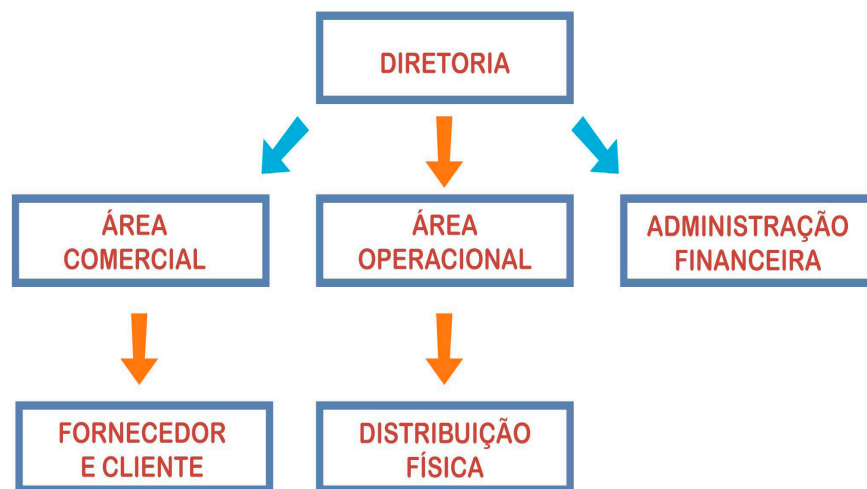 DIRETORIA
ÁREA
COMERCIAL
ÁREA
OPERACIONAL
ADMINISTRAÇÃO
FINANCEIRA
FORNECEDOR
E CLIENTE
DISTRIBUIÇÃO
FÍSICA